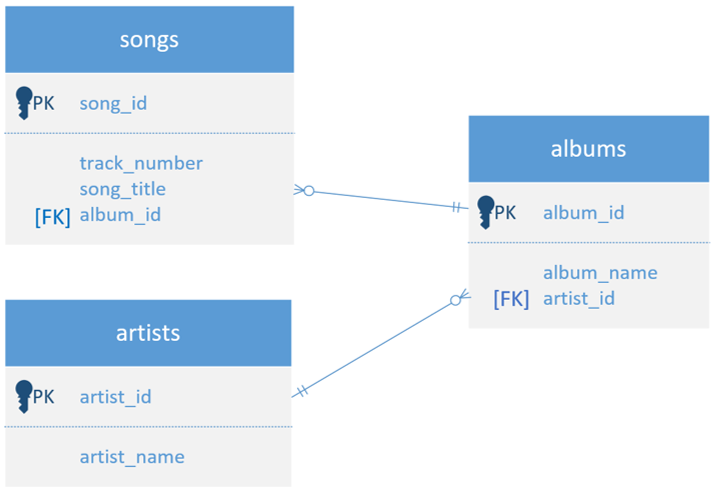 songs
PK song_id
track_number
song_title
[FK] album_id
albums
PK album_id
album_name
[FK] artist_id
artists
PK artist_id
artist_name